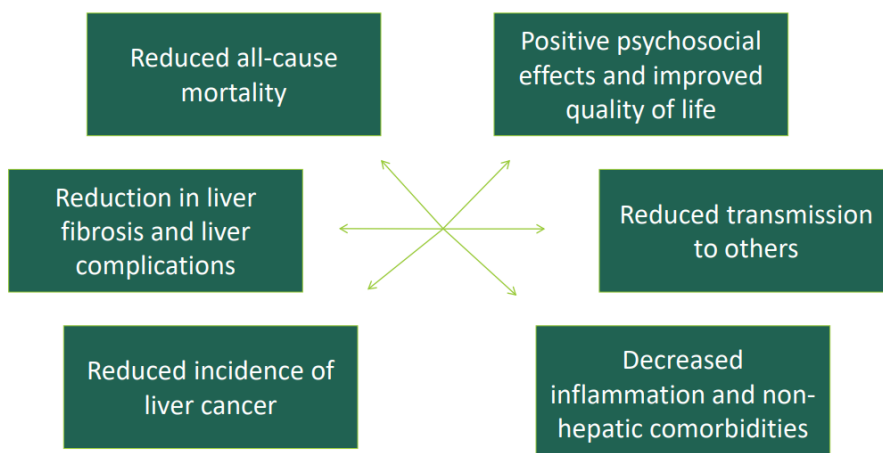 Reduced all-cause
mortality
Positive psychosocial
effects and improved
quality of life
Reduction in liver
fibrosis and liver
complications
Reduced transmission
to others
Reduced incidence of
liver cancer
Decreased
inflammation and non-
hepatic comorbidities